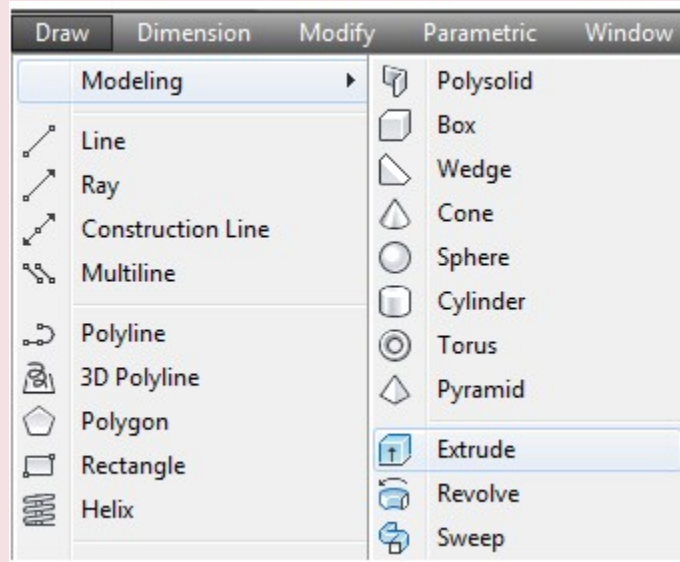 Draw Dimension Modify Parametric Window
Modeling
Line
Ray
Construction Line
Multiline
Polyline
3D Polyline
Polygon
Rectangle
Helix
Polysolid
Box
Wedge
Cone
Sphere
Cylinder
Torus
Pyramid
Extrude
Revolve
Sweep